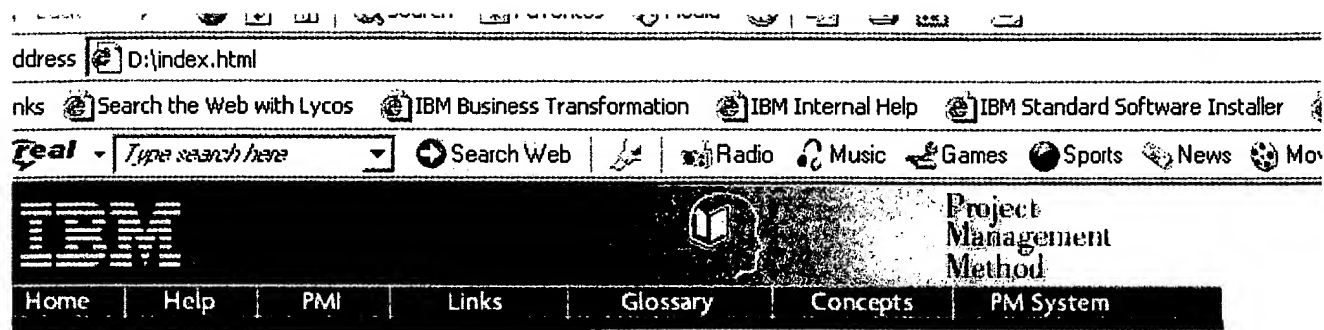 ddress D:\index.html
nks Search the Web with Lycos IBM Business Transformation IBM Internal Help IBM Standard Software Installer
real Type search here Search Web Radio Music Games Sports News Mov
IBM
Project
Management
Method
Home Help PMI Links Glossary Concepts PM System